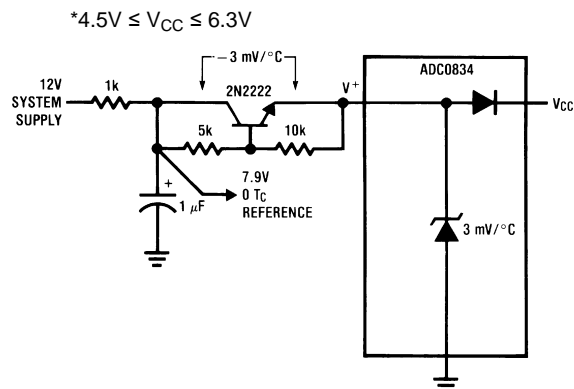 *4.5V ≤ VCC ≤ 6.3V
−3 mV/°C
ADC0834
12V
SYSTEM
SUPPLY
1k
2N2222
V+
VCC
5k
10k
+
1 μF
7.9V
0 TC
REFERENCE
3 mV/°C